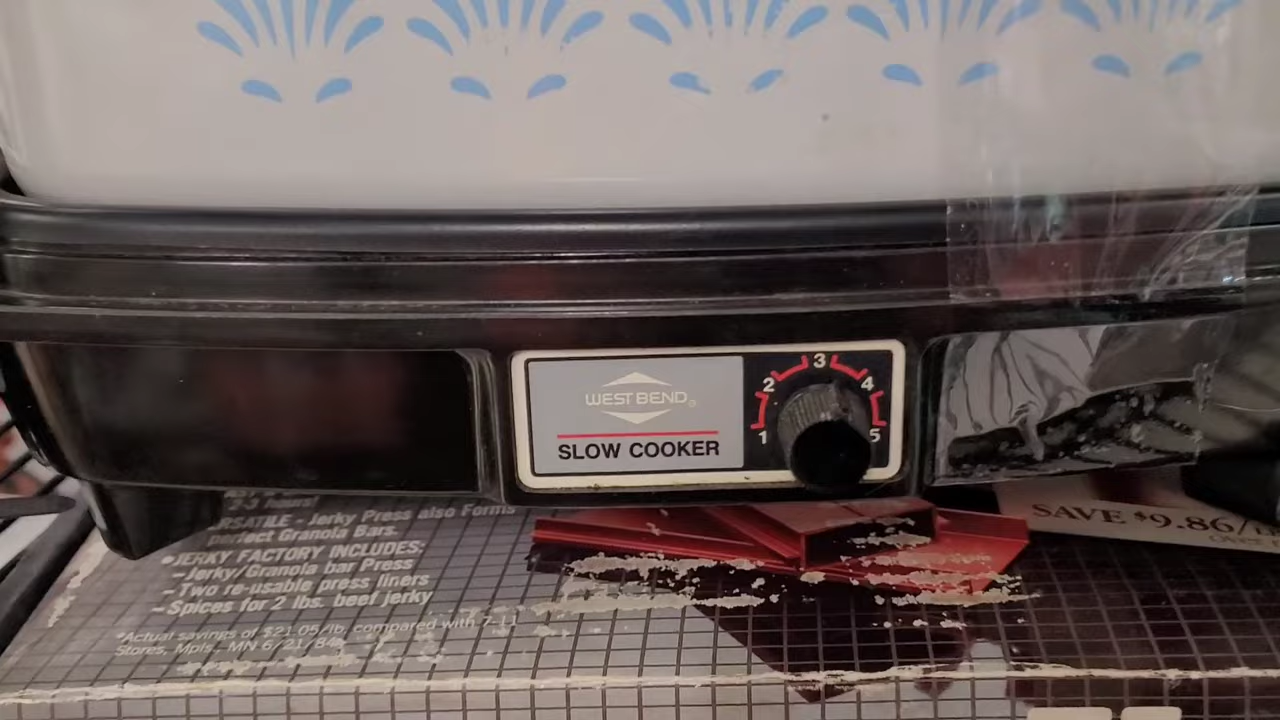 WEST BEND®
SLOW COOKER
1 2 3 4 5
2-3 hours
VERSATILE - Jerky Press also Forms
perfect Granola Bars.
•JERKY FACTORY INCLUDES:
–Jerky/Granola bar Press
–Two re-usable press liners
–Spices for 2 lbs. beef jerky
*Actual savings of $21.05/lb. compared with 7-11
Stores, Mpls., MN 6/21/84
SAVE $9.86/